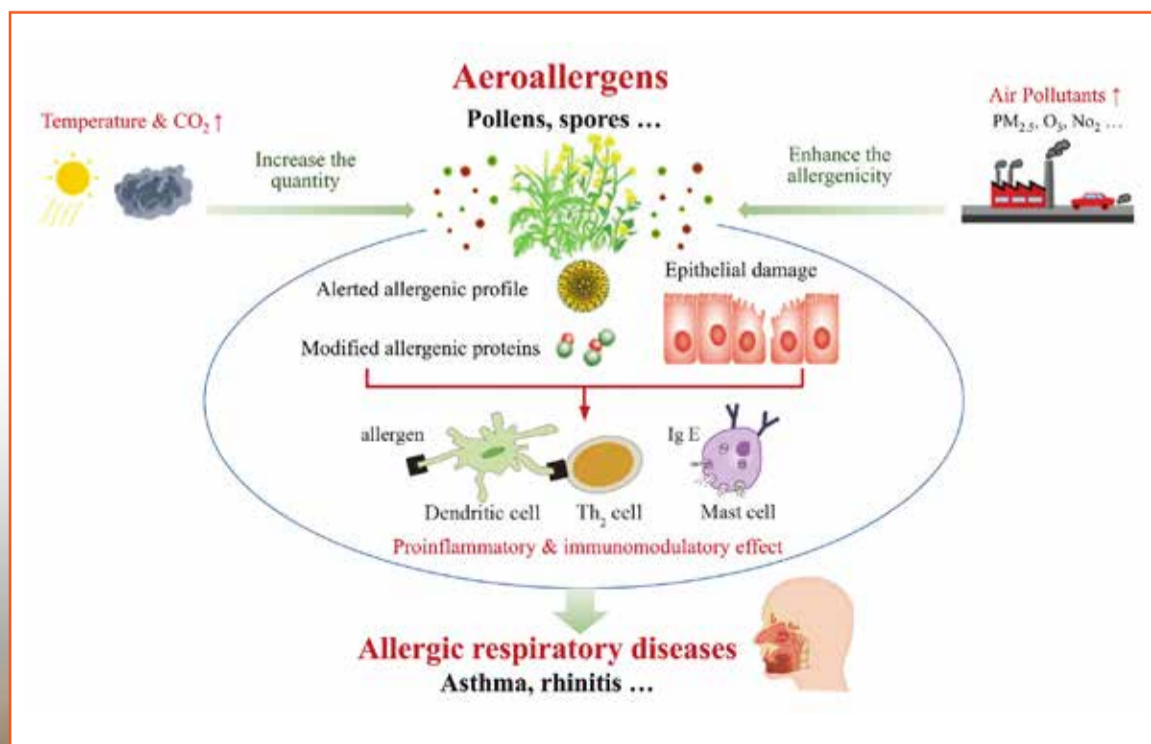 Aeroallergens
Pollens, spores ...
Temperature & CO₂ ↑
Increase the
quantity
Air Pollutants ↑
PM₂.₅, O₃, No₂ ...
Enhance the
allergenicity
Alerted allergenic profile
Epithelial damage
Modified allergenic proteins
allergen
Ig E
Dendritic cell
Th₂ cell
Mast cell
Proinflammatory & immunomodulatory effect
Allergic respiratory diseases
Asthma, rhinitis ...